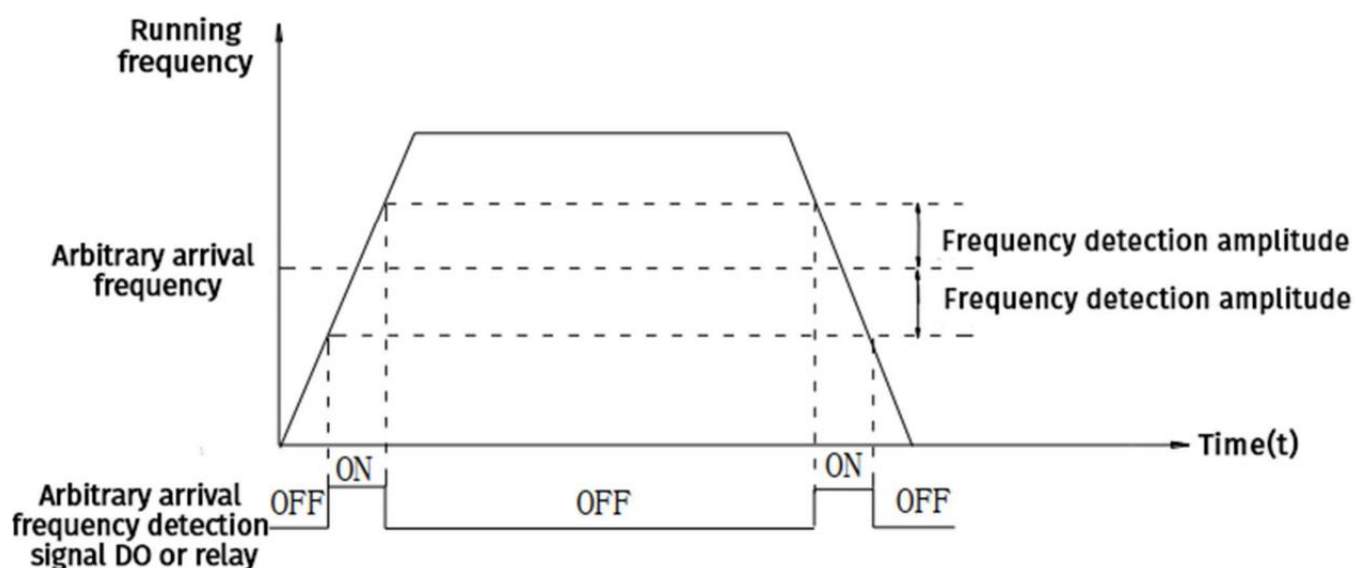 Running
frequency
Arbitrary arrival
frequency
Frequency detection amplitude
Frequency detection amplitude
Time(t)
ON
ON
OFF
OFF
OFF
Arbitrary arrival
frequency detection
signal DO or relay